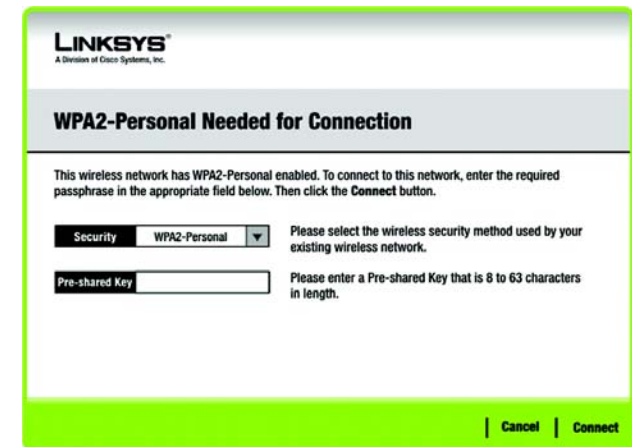 LINKSYS®
A Division of Cisco Systems, Inc.
WPA2-Personal Needed for Connection
This wireless network has WPA2-Personal enabled. To connect to this network, enter the required
passphrase in the appropriate field below. Then click the Connect button.
Security WPA2-Personal
Please select the wireless security method used by your
existing wireless network.
Pre-shared Key
Please enter a Pre-shared Key that is 8 to 63 characters
in length.
Cancel Connect